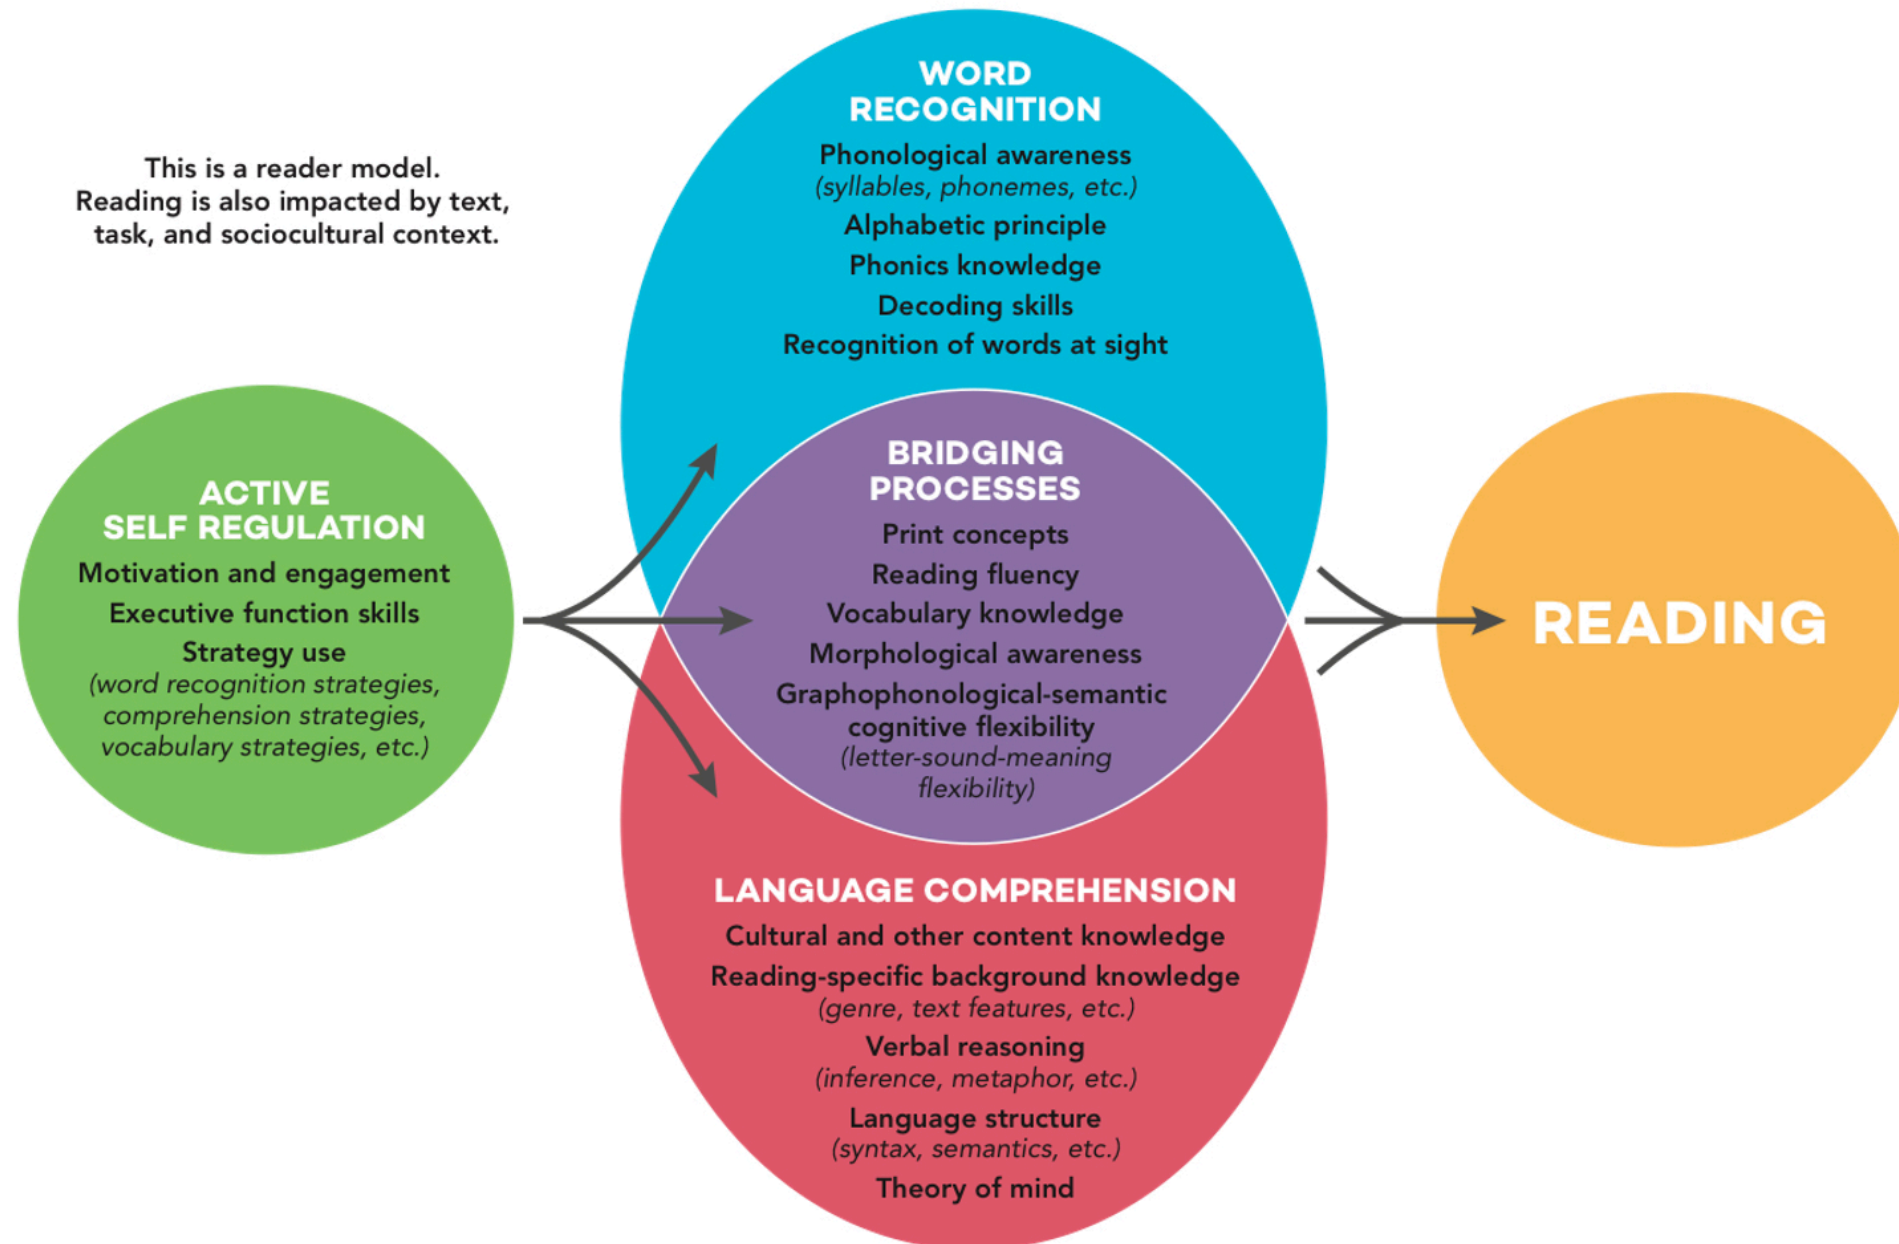 This is a reader model.
Reading is also impacted by text,
task, and sociocultural context.
ACTIVE
SELF REGULATION
Motivation and engagement
Executive function skills
Strategy use
(word recognition strategies,
comprehension strategies,
vocabulary strategies, etc.)
WORD
RECOGNITION
Phonological awareness
(syllables, phonemes, etc.)
Alphabetic principle
Phonics knowledge
Decoding skills
Recognition of words at sight
BRIDGING
PROCESSES
Print concepts
Reading fluency
Vocabulary knowledge
Morphological awareness
Graphophonological-semantic
cognitive flexibility
(letter-sound-meaning
flexibility)
LANGUAGE COMPREHENSION
Cultural and other content knowledge
Reading-specific background knowledge
(genre, text features, etc.)
Verbal reasoning
(inference, metaphor, etc.)
Language structure
(syntax, semantics, etc.)
Theory of mind
READING